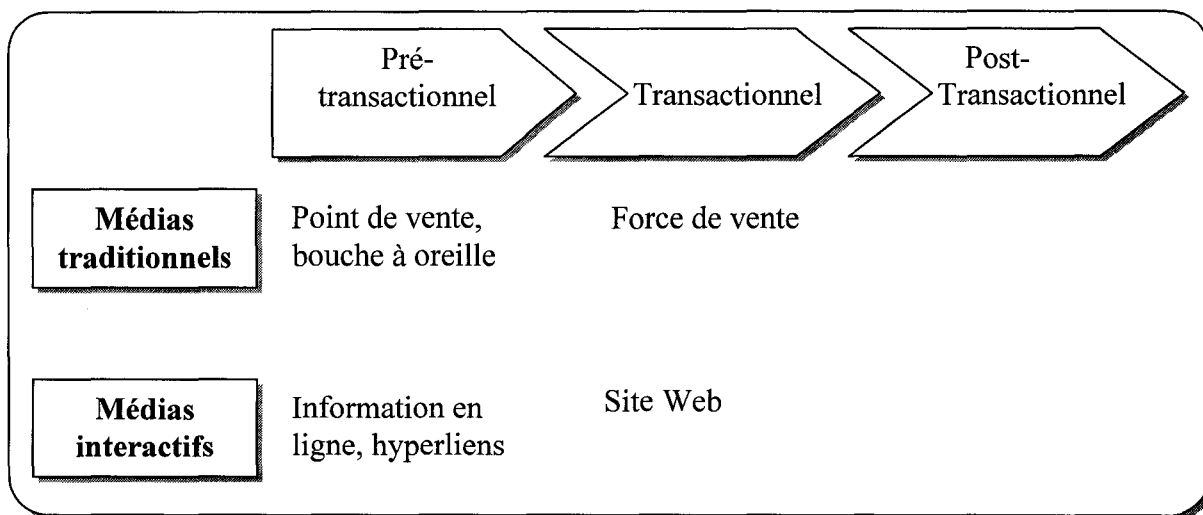 Pré-
transactionnel
Transactionnel
Post-
Transactionnel
Médias
traditionnels
Point de vente,
bouche à oreille
Force de vente
Médias
interactifs
Information en
ligne, hyperliens
Site Web